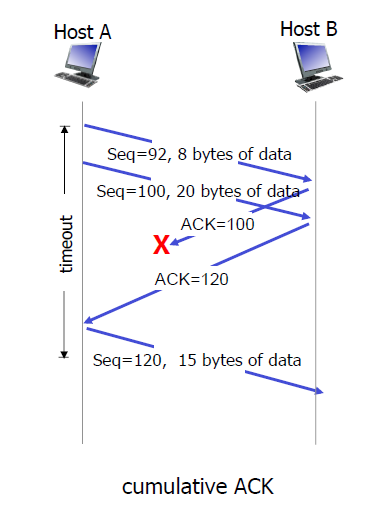 Host A
Host B
Seq=92, 8 bytes of data
Seq=100, 20 bytes of data
ACK=100
X
timeout
ACK=120
Seq=120, 15 bytes of data
cumulative ACK